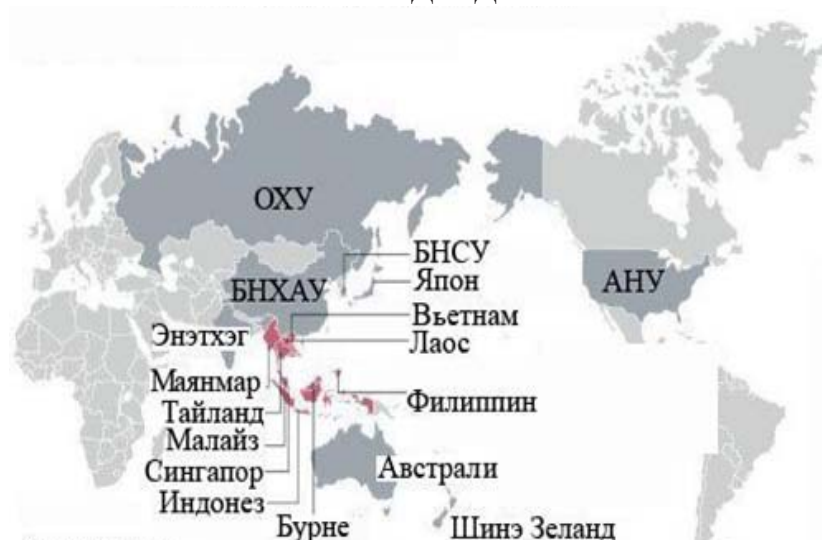 ОХУ
БНСУ
БНХАУ
Япон
АНУ
Вьетнам
Энэтхэг
Лаос
Маянмар
Тайланд
Филиппин
Малайз
Сингапор
Австрали
Индонез
Бурне
Шинэ Зеланд